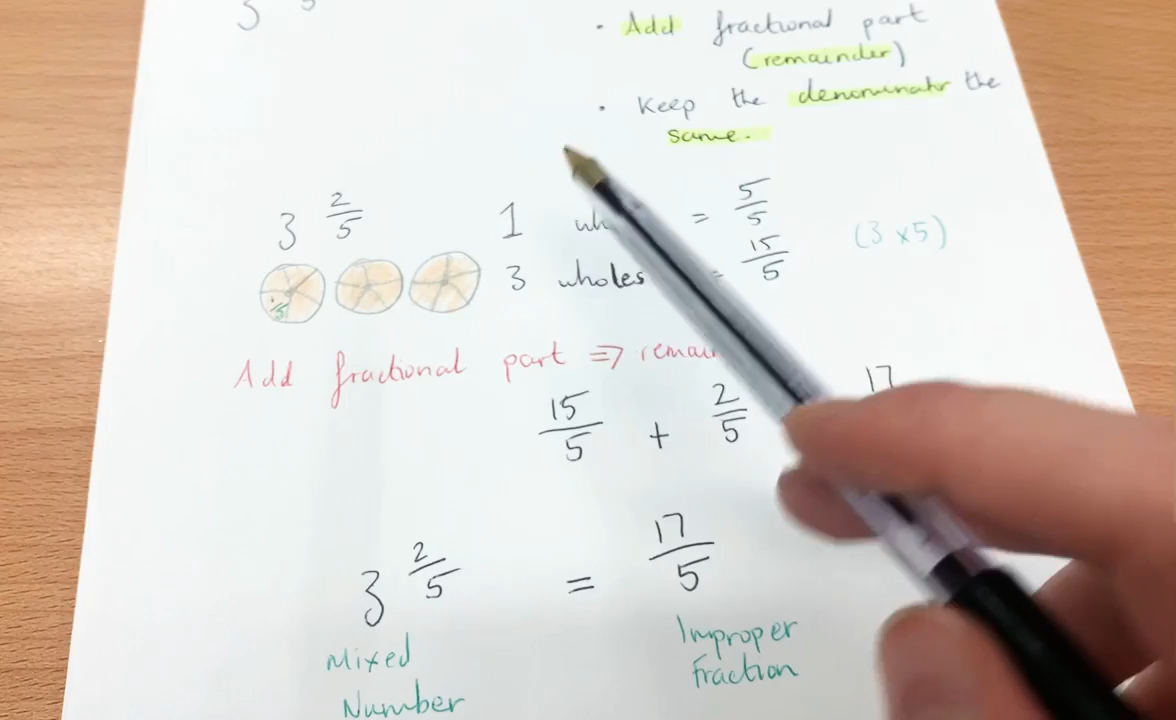 • Add fractional part
(remainder)
• Keep the denominator the
same.
3 2/5
1 = 5/5
3 wholes = 15/5 (3 x 5)
1/5
Add fractional part ⇒
15/5 + 2/5 17
3 2/5 = 17/5
Mixed Number
Improper Fraction